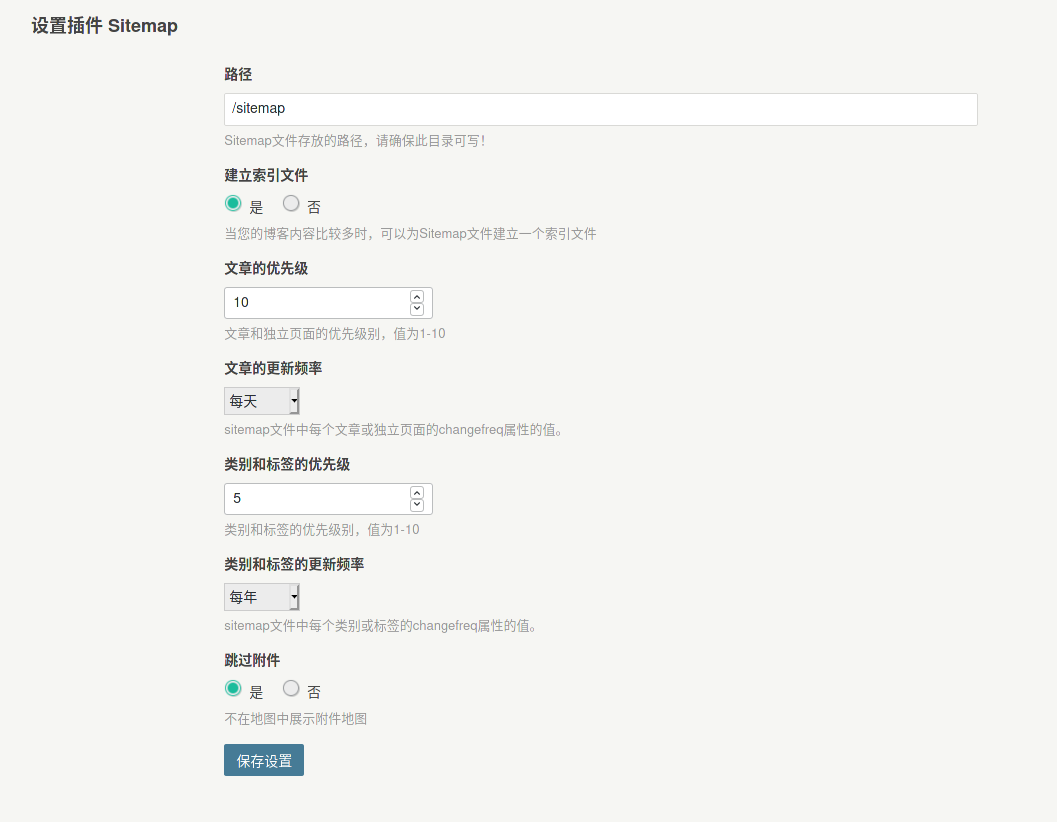 设置插件 Sitemap
路径
/sitemap
Sitemap文件存放的路径，请确保此目录可写！
建立索引文件
是 否
当您的博客内容比较多时，可以为Sitemap文件建立一个索引文件
文章的优先级
10
文章和独立页面的优先级别，值为1-10
文章的更新频率
每天
sitemap文件中每个文章或独立页面的changefreq属性的值。
类别和标签的优先级
5
类别和标签的优先级别，值为1-10
类别和标签的更新频率
每年
sitemap文件中每个类别或标签的changefreq属性的值。
跳过附件
是 否
不在地图中展示附件地图
保存设置